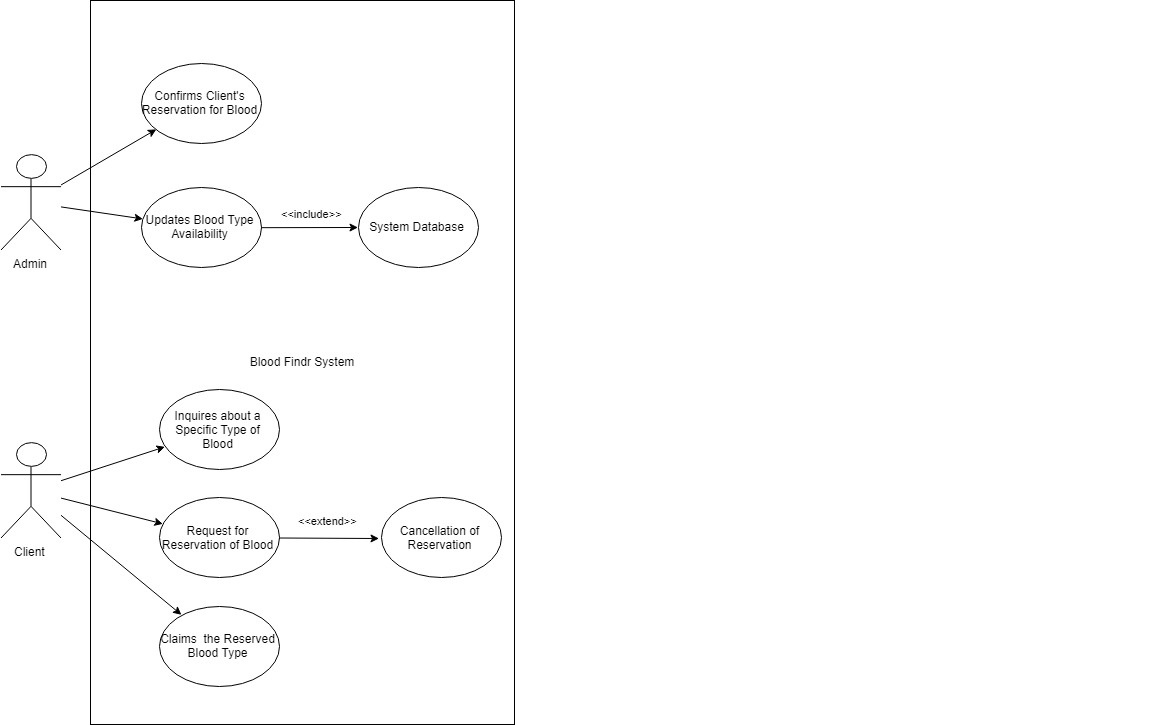 Confirms Client's
Reservation for Blood
Admin
Updates Blood Type
Availability
<<include>>
System Database
Blood Findr System
Inquires about a
Specific Type of
Blood
Client
Request for
Reservation of Blood
<<extend>>
Cancellation of
Reservation
Claims  the Reserved
Blood Type